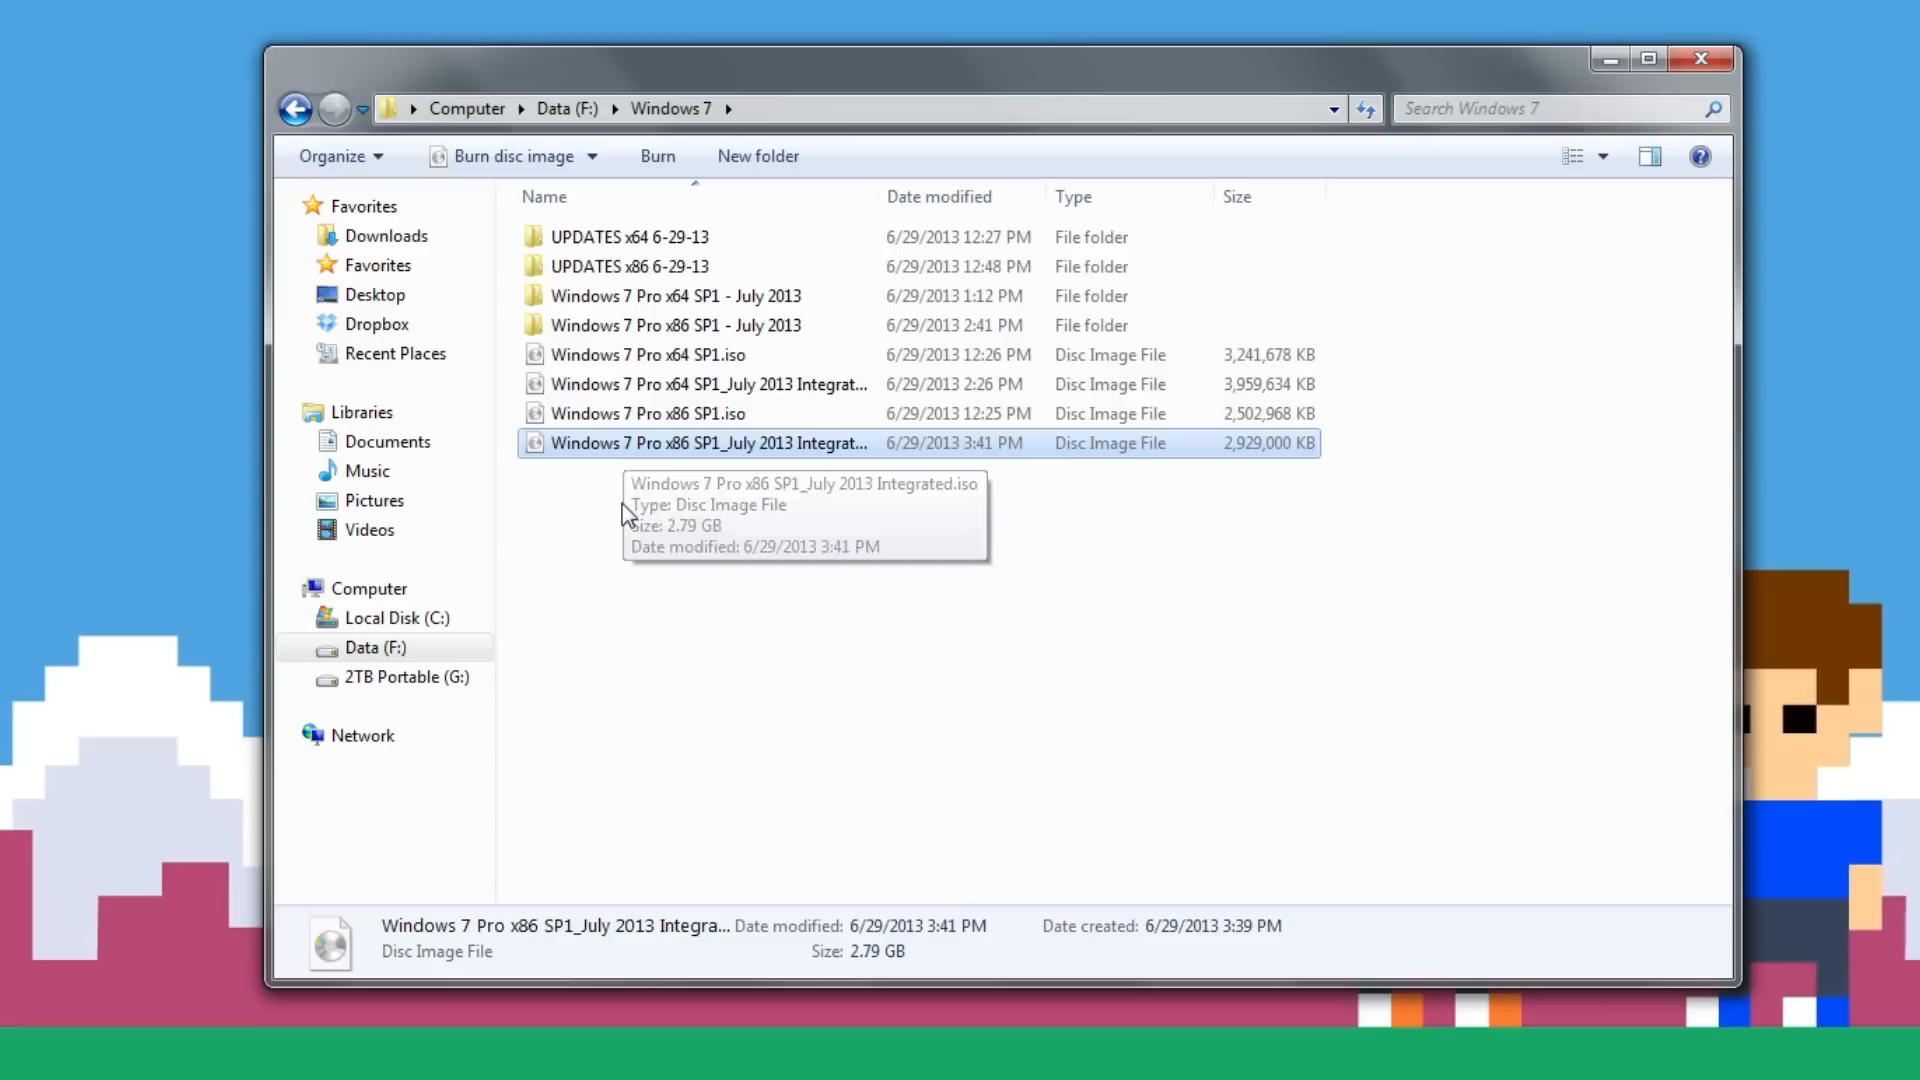 Computer Data (F:) Windows 7
Search Windows 7
Organize Burn disc image Burn New folder
Name Date modified Type Size
Favorites
Downloads
Favorites
Desktop
Dropbox
Recent Places
Libraries
Documents
Music
Pictures
Videos
Computer
Local Disk (C:)
Data (F:)
2TB Portable (G:)
Network
UPDATES x64 6-29-13 6/29/2013 12:27 PM File folder
UPDATES x86 6-29-13 6/29/2013 12:48 PM File folder
Windows 7 Pro x64 SP1 - July 2013 6/29/2013 1:12 PM File folder
Windows 7 Pro x86 SP1 - July 2013 6/29/2013 2:41 PM File folder
Windows 7 Pro x64 SP1.iso 6/29/2013 12:26 PM Disc Image File 3,241,678 KB
Windows 7 Pro x64 SP1_July 2013 Integrat... 6/29/2013 2:26 PM Disc Image File 3,959,634 KB
Windows 7 Pro x86 SP1.iso 6/29/2013 12:25 PM Disc Image File 2,502,968 KB
Windows 7 Pro x86 SP1_July 2013 Integrat... 6/29/2013 3:41 PM Disc Image File 2,929,000 KB
Windows 7 Pro x86 SP1_July 2013 Integrated.iso
Type: Disc Image File
Size: 2.79 GB
Date modified: 6/29/2013 3:41 PM
Windows 7 Pro x86 SP1_July 2013 Integra... Date modified: 6/29/2013 3:41 PM Date created: 6/29/2013 3:39 PM
Disc Image File Size: 2.79 GB